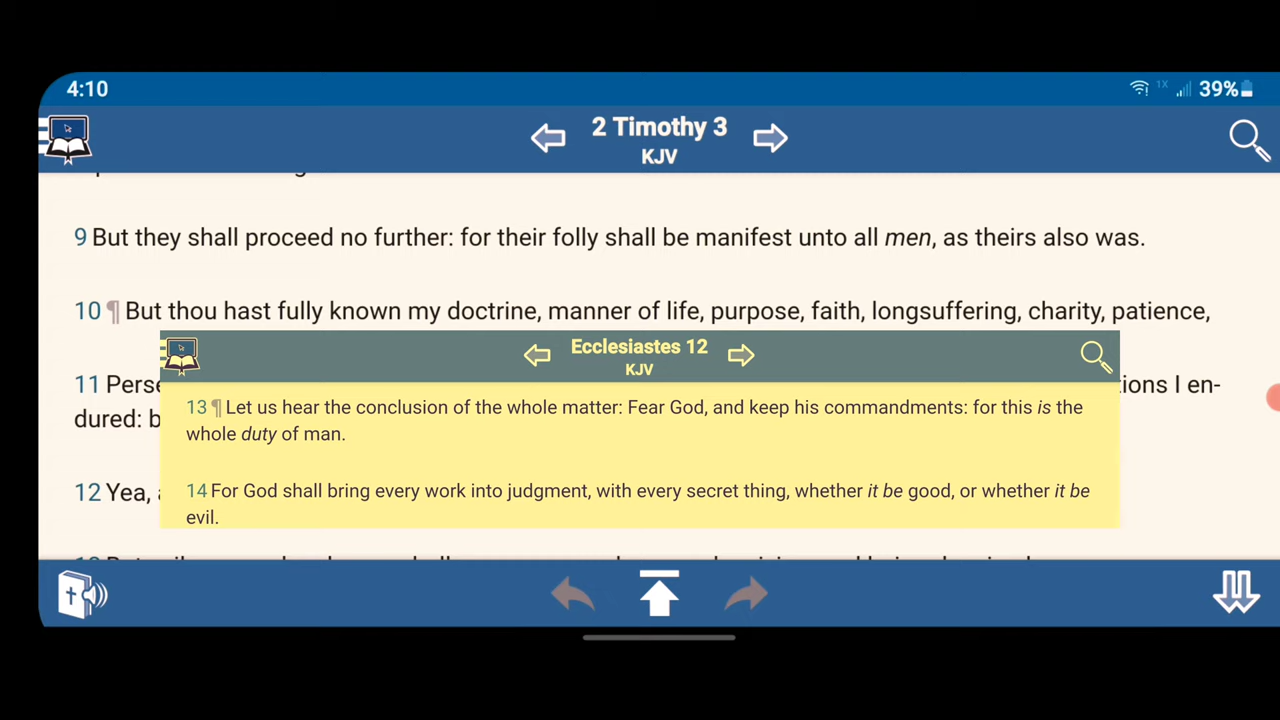 4:10
1X 39%
2 Timothy 3
KJV
9 But they shall proceed no further: for their folly shall be manifest unto all men, as theirs also was.
10 ¶ But thou hast fully known my doctrine, manner of life, purpose, faith, longsuffering, charity, patience,
Ecclesiastes 12
KJV
11 Perse
tions I en-
13 ¶ Let us hear the conclusion of the whole matter: Fear God, and keep his commandments: for this is the
dured: b
whole duty of man.
12 Yea,
14 For God shall bring every work into judgment, with every secret thing, whether it be good, or whether it be
evil.